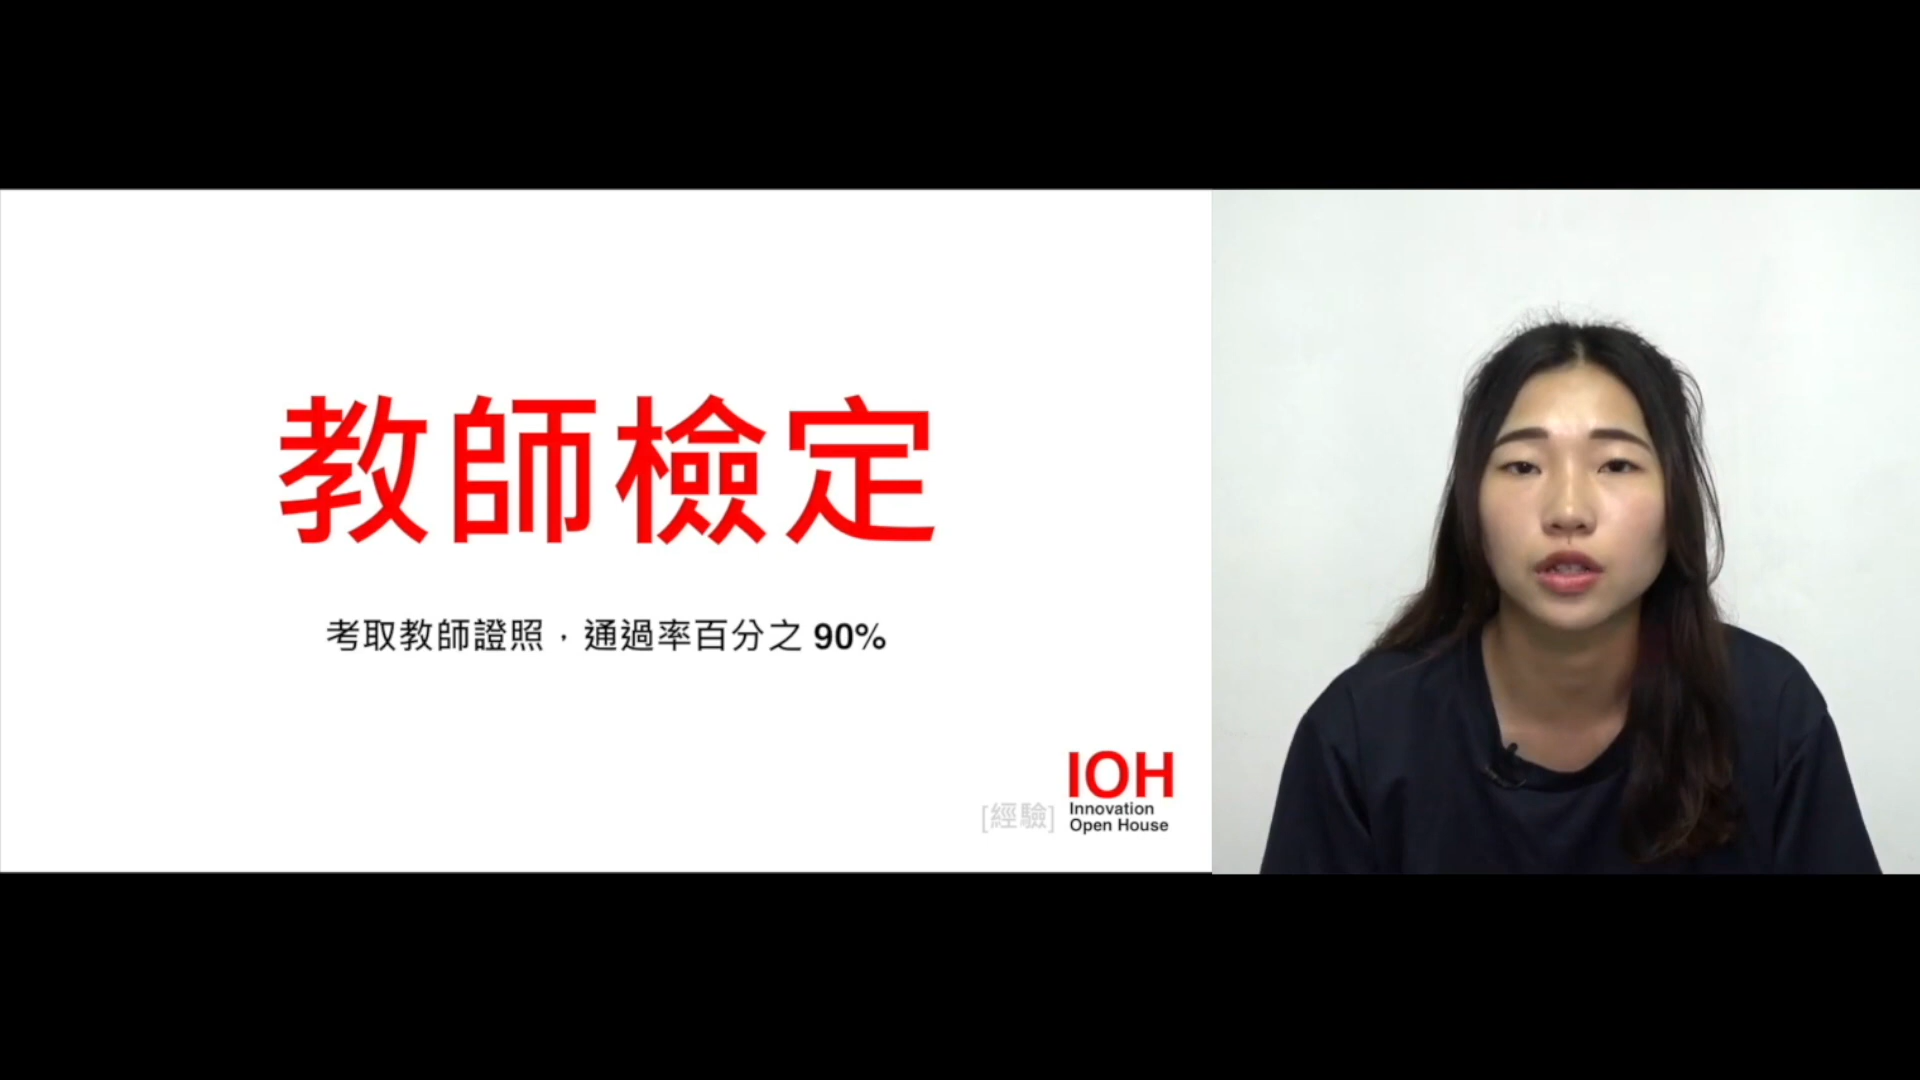 教師檢定
考取教師證照，通過率百分之 90%
[經驗]
IOH
Innovation
Open House